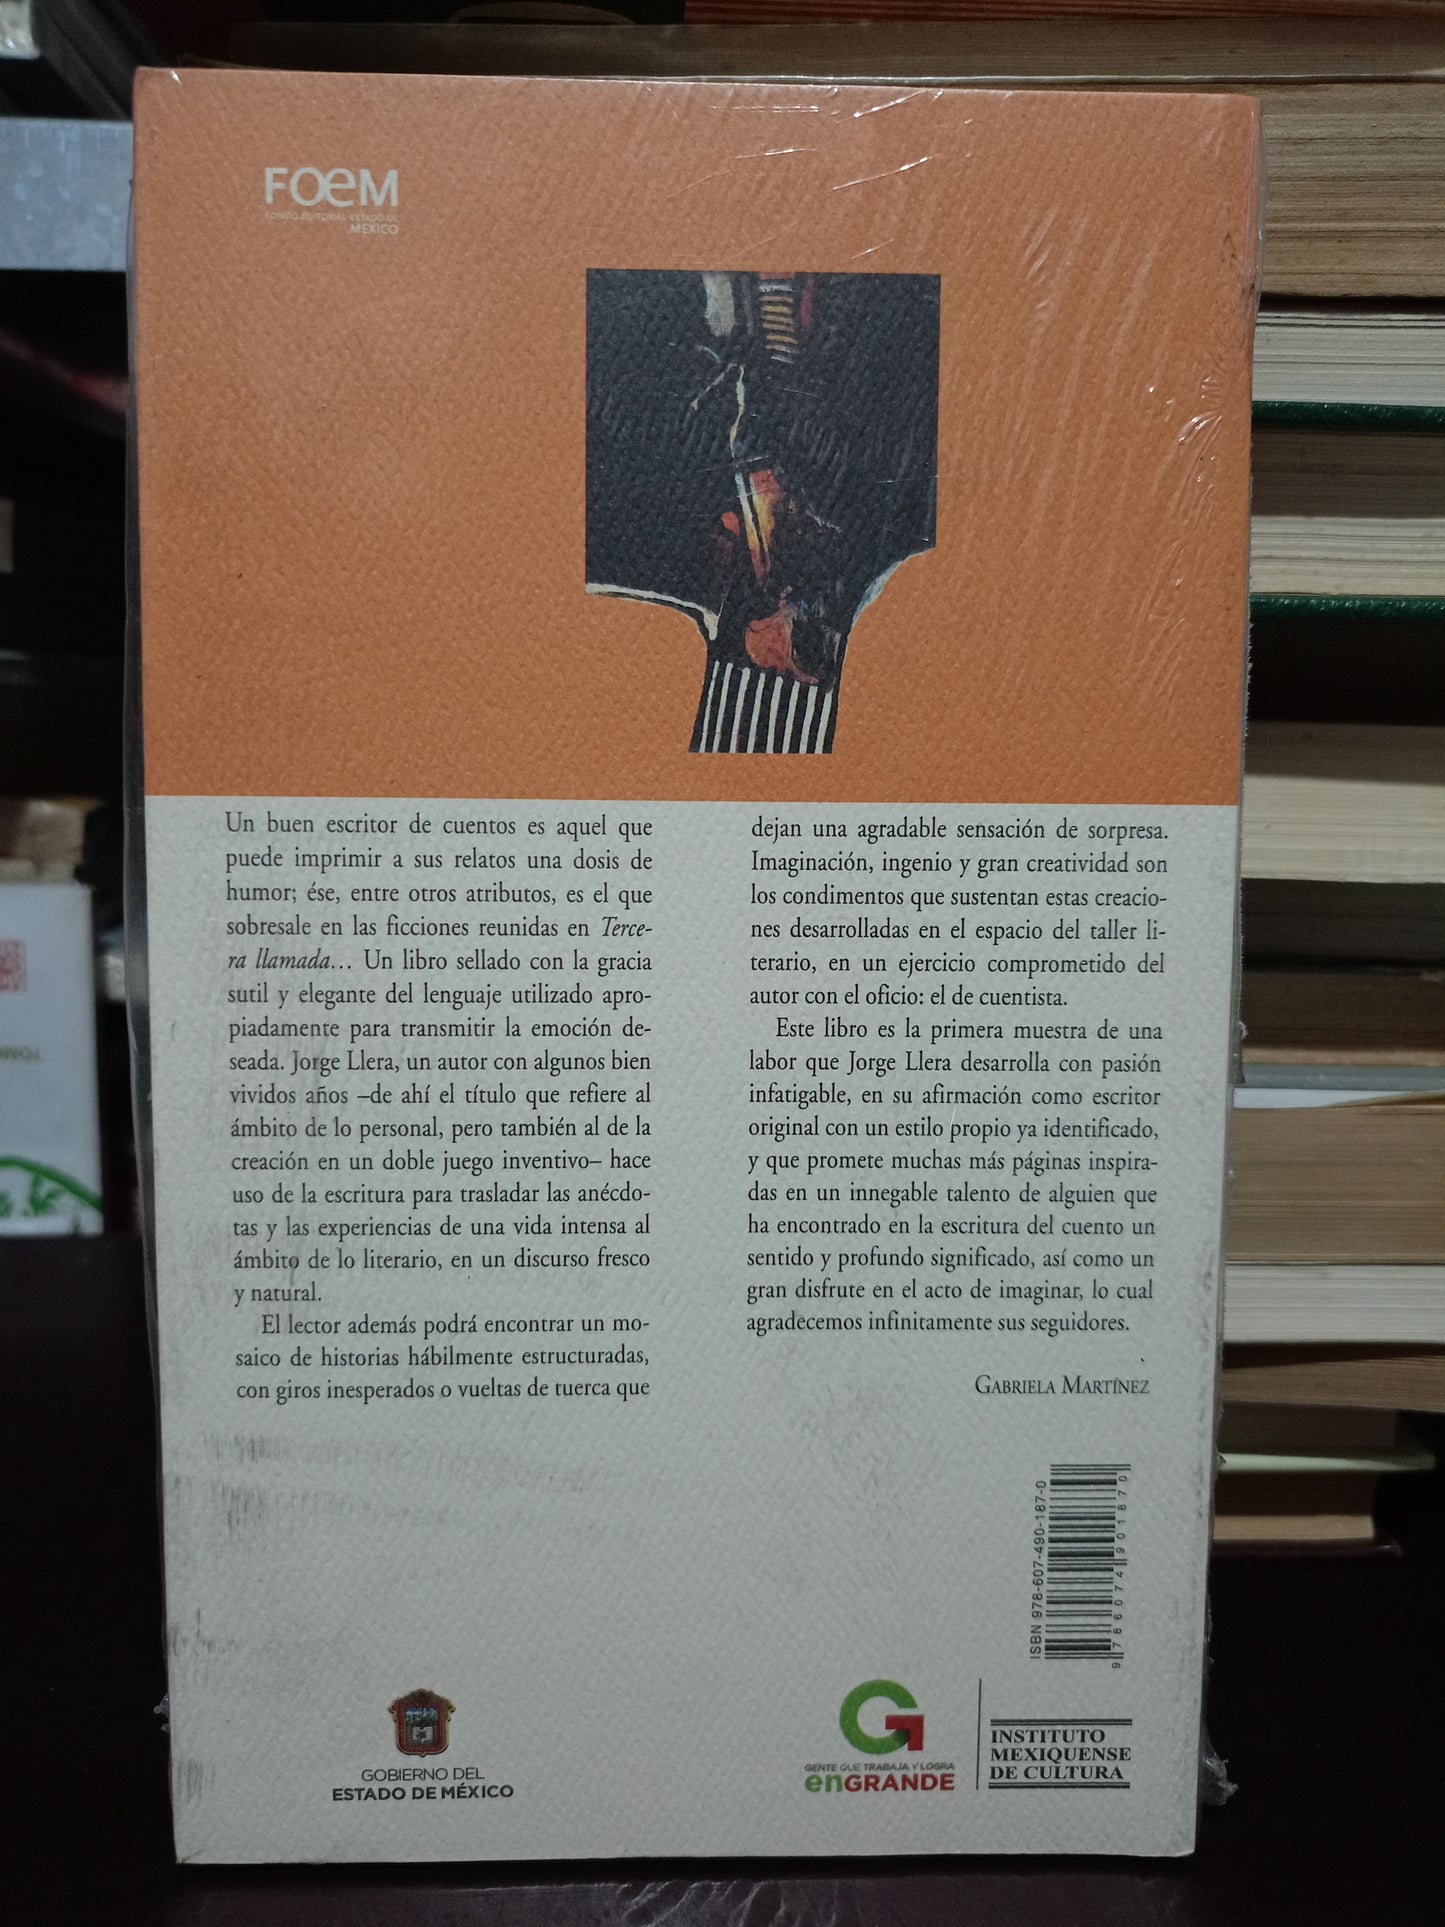 FOEM
FONDO EDITORIAL ESTADO DE
MÉXICO
Un buen escritor de cuentos es aquel que
puede imprimir a sus relatos una dosis de
humor; ése, entre otros atributos, es el que
sobresale en las ficciones reunidas en Terce-
ra llamada… Un libro sellado con la gracia
sutil y elegante del lenguaje utilizado apro-
piadamente para transmitir la emoción de-
seada. Jorge Llera, un autor con algunos bien
vividos años –de ahí el título que refiere al
ámbito de lo personal, pero también al de la
creación en un doble juego inventivo– hace
uso de la escritura para trasladar las anécdo-
tas y las experiencias de una vida intensa al
ámbito de lo literario, en un discurso fresco
y natural.
El lector además podrá encontrar un mo-
saico de historias hábilmente estructuradas,
con giros inesperados o vueltas de tuerca que
dejan una agradable sensación de sorpresa.
Imaginación, ingenio y gran creatividad son
los condimentos que sustentan estas creacio-
nes desarrolladas en el espacio del taller li-
terario, en un ejercicio comprometido del
autor con el oficio: el de cuentista.
Este libro es la primera muestra de una
labor que Jorge Llera desarrolla con pasión
infatigable, en su afirmación como escritor
original con un estilo propio ya identificado,
y que promete muchas más páginas inspira-
das en un innegable talento de alguien que
ha encontrado en la escritura del cuento un
sentido y profundo significado, así como un
gran disfrute en el acto de imaginar, lo cual
agradecemos infinitamente sus seguidores.
GABRIELA MARTÍNEZ
ISBN 978-607-490-187-0
9 786074 901870
GOBIERNO DEL
ESTADO DE MÉXICO
GENTE QUE TRABAJA Y LOGRA
enGRANDE
INSTITUTO
MEXIQUENSE
DE CULTURA